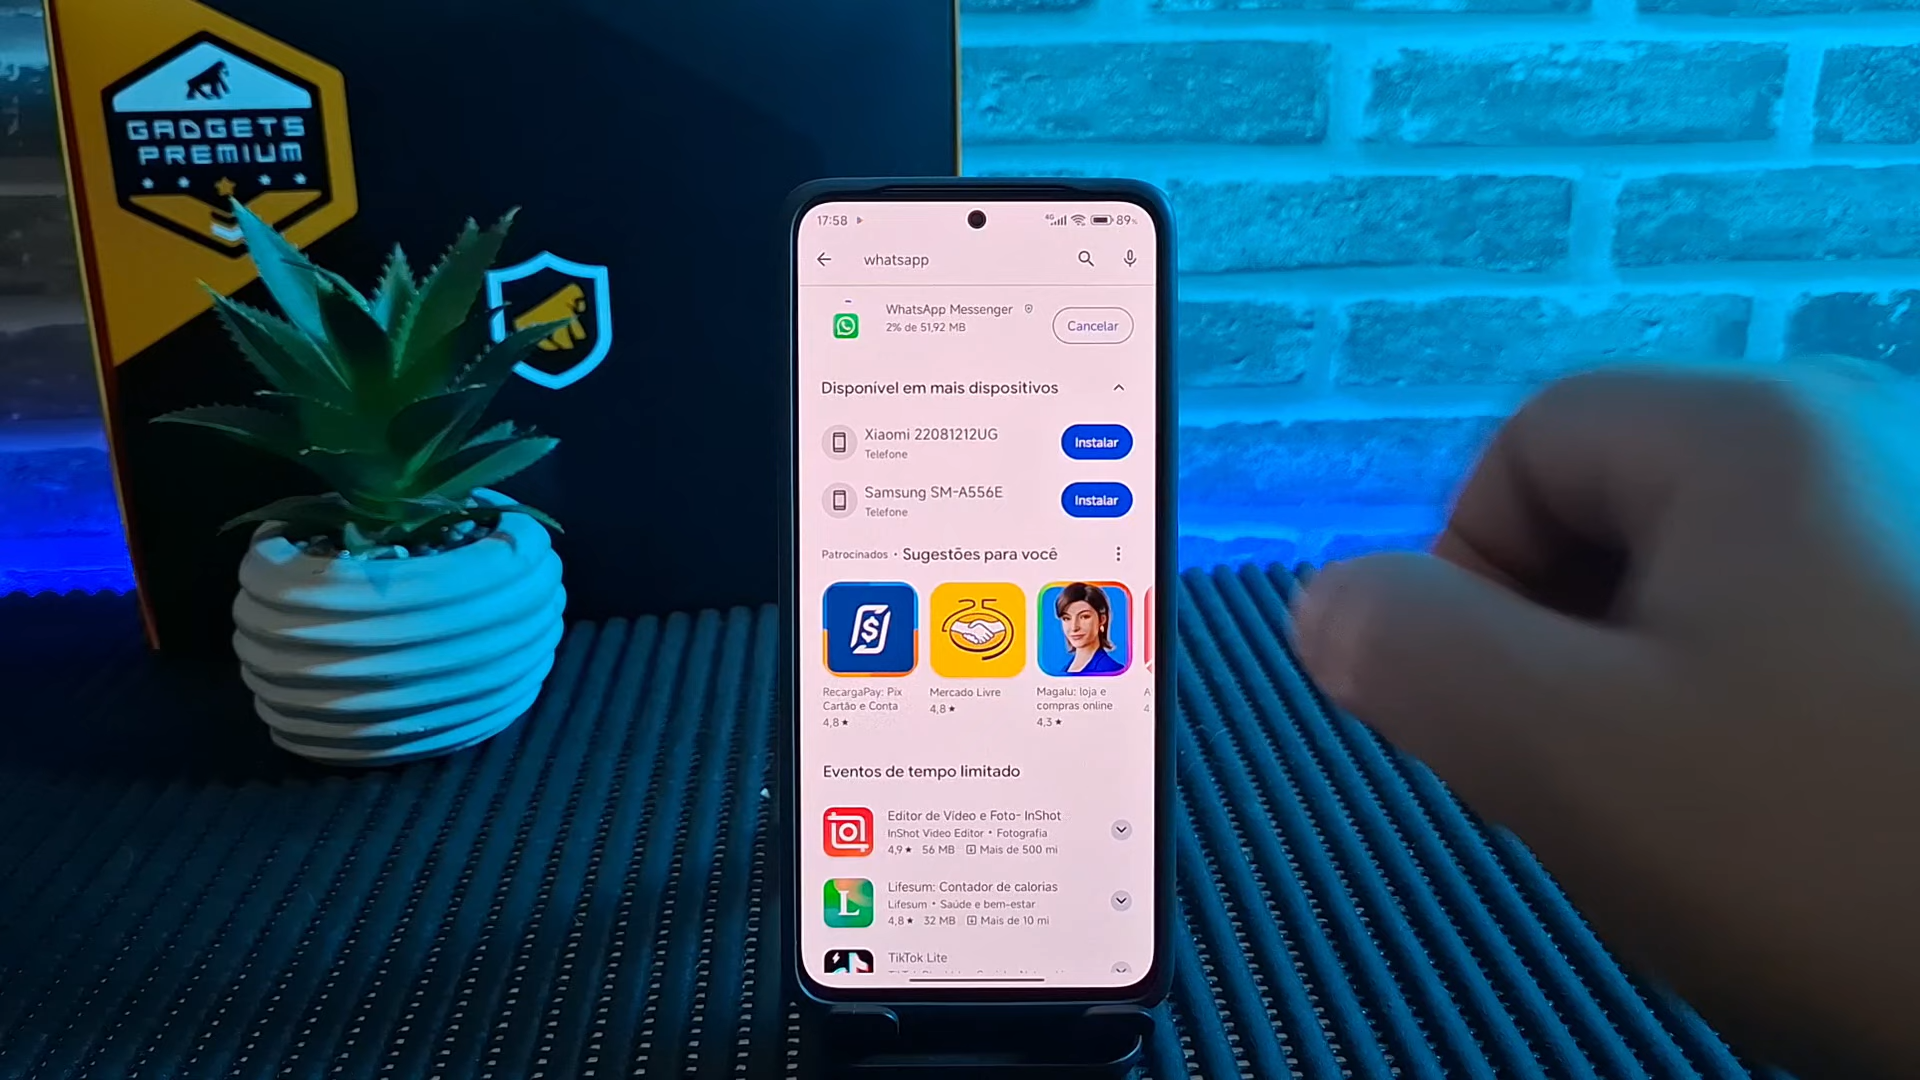 GADGETS
PREMIUM
17:58
4G
89%
whatsapp
WhatsApp Messenger
2% de 51,92 MB
Cancelar
Disponível em mais dispositivos
Xiaomi 22081212UG
Telefone
Instalar
Samsung SM-A556E
Telefone
Instalar
Patrocinados • Sugestões para você
$
25
RecargaPay: Pix
Cartão e Conta
4,8★
Mercado Livre
4,8★
Magalu: loja e
compras online
4,3★
A
4,
Eventos de tempo limitado
Editor de Vídeo e Foto- InShot
InShot Video Editor • Fotografia
4,9★ 56 MB Mais de 500 mi
L
Lifesum: Contador de calorias
Lifesum • Saúde e bem-estar
4,8★ 32 MB Mais de 10 mi
TikTok Lite